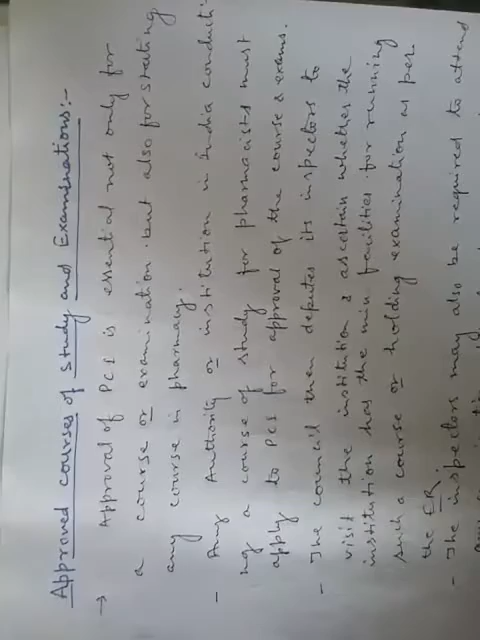 Approved courses of study and Examinations:-
→ Approval of PCI is essential not only for
a course or examination but also for starting
any course in pharmacy.
- Any Authority or institution in India conducti
ng a course of study for pharmacists must
apply to PCI for approval of the course & exams.
- The council then deputes its inspectors to
visit the institution & ascertain whether the
institution has the min facilities for running
such a course or holding examination as per
the ER.
- The inspectors may also be required to attend